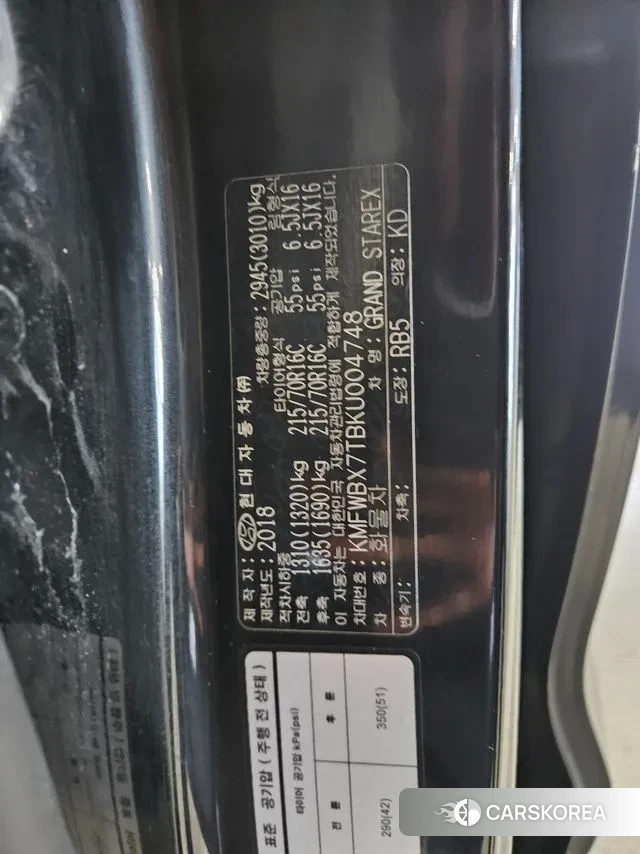 제 작 자: 현대자동차㈜
제작년도: 2018 차량총중량: 2945(3010)kg
적차시하중 타이어형식 공기압 림형식
전축 1310(1320)kg 215/70R16C 55psi 6.5JX16
후축 1635(1690)kg 215/70R16C 55psi 6.5JX16
이 자동차는 대한민국 자동차관리법령에 적합하게 제작되었습니다.
차대번호: KMFWBX7TBKU004748
차 종: 화물차 차 명: GRAND STAREX
변속기: 차축: 도장: RB5 의장: KD
표준 공기압 ( 주행 전 상태 )
타이어 공기압 kPa(psi)
전 륜 후 륜
290(42) 350(51)
CARSKOREA